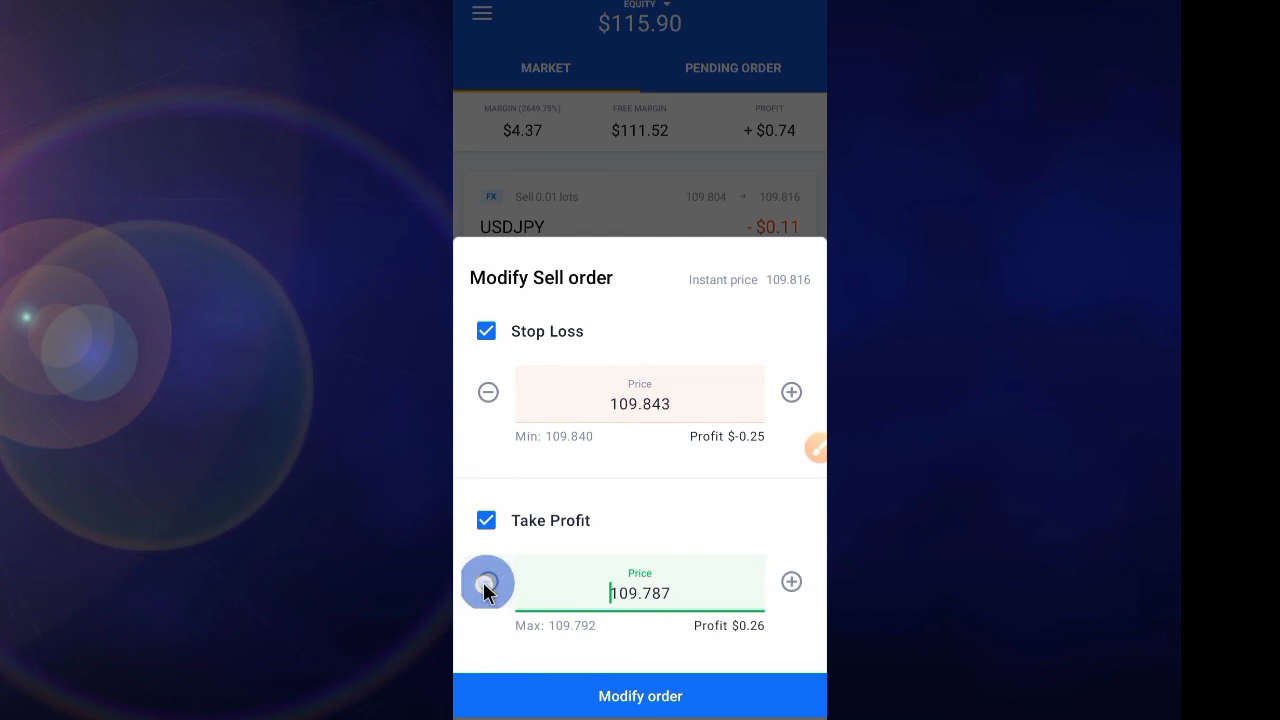 EQUITY
$115.90
MARKET PENDING ORDER
MARGIN (2649.75%) FREE MARGIN PROFIT
$4.37 $111.52 + $0.74
FX Sell 0.01 lots 109.804 → 109.816
USDJPY - $0.11
Modify Sell order Instant price 109.816
Stop Loss
Price
109.843
Min: 109.840 Profit $-0.25
Take Profit
Price
109.787
Max: 109.792 Profit $0.26
Modify order